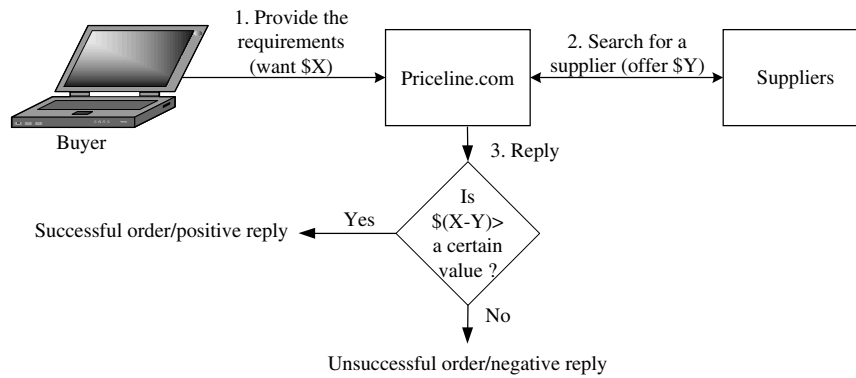 1. Provide the
requirements
(want $X)
Buyer
Priceline.com
2. Search for a
supplier (offer $Y)
Suppliers
3. Reply
Is
$(X-Y)>
a certain
value ?
Yes
Successful order/positive reply
No
Unsuccessful order/negative reply